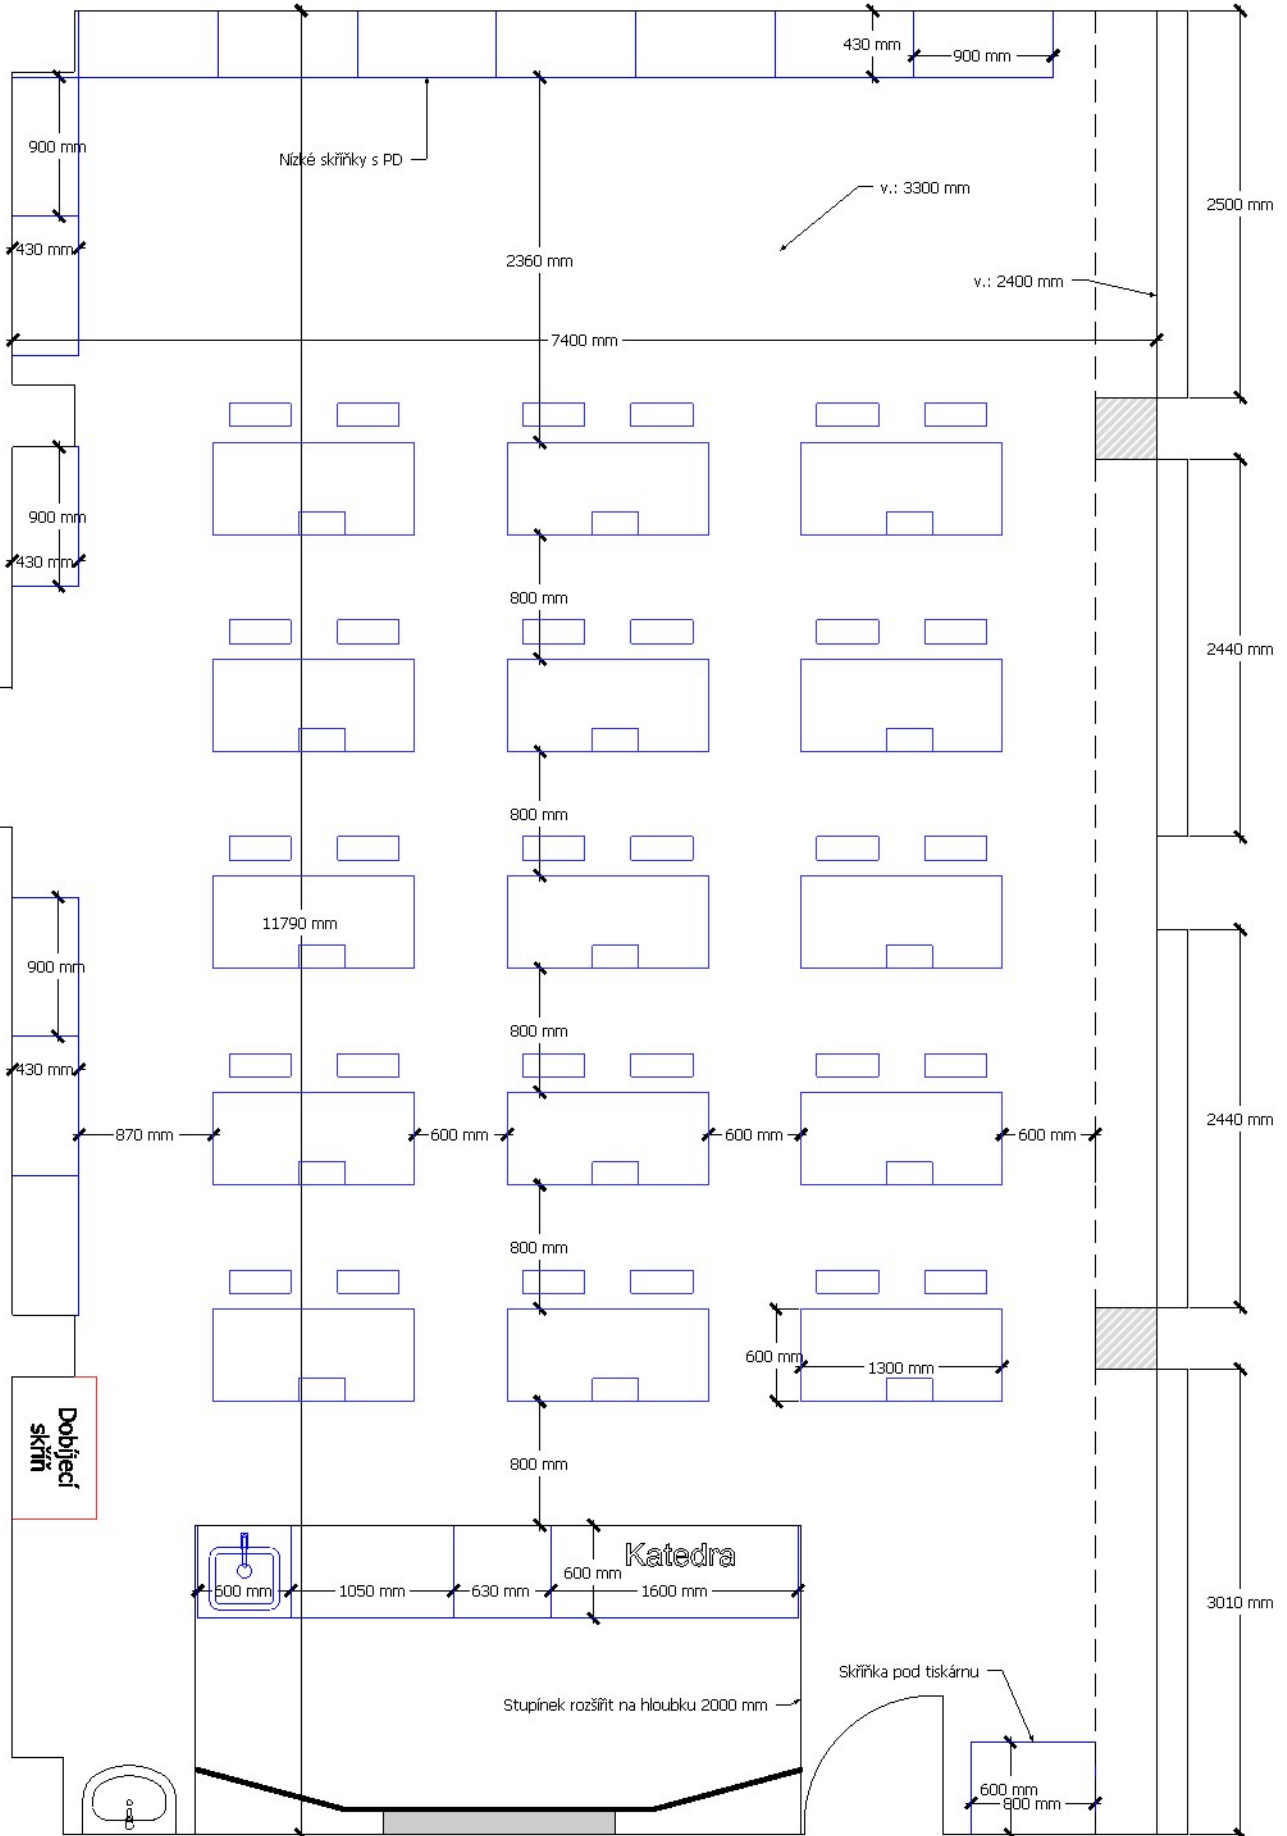 430 mm
900 mm
900 mm
Nízké skříňky s PD
v.: 3300 mm
2500 mm
430 mm
2360 mm
v.: 2400 mm
7400 mm
900 mm
430 mm
800 mm
2440 mm
800 mm
11790 mm
900 mm
800 mm
430 mm
870 mm
600 mm
600 mm
600 mm
2440 mm
800 mm
600 mm
1300 mm
Dobíjecí
skříň
800 mm
Katedra
600 mm
600 mm
1050 mm
630 mm
1600 mm
3010 mm
Skříňka pod tiskárnu
Stupínek rozšířit na hloubku 2000 mm
600 mm
800 mm